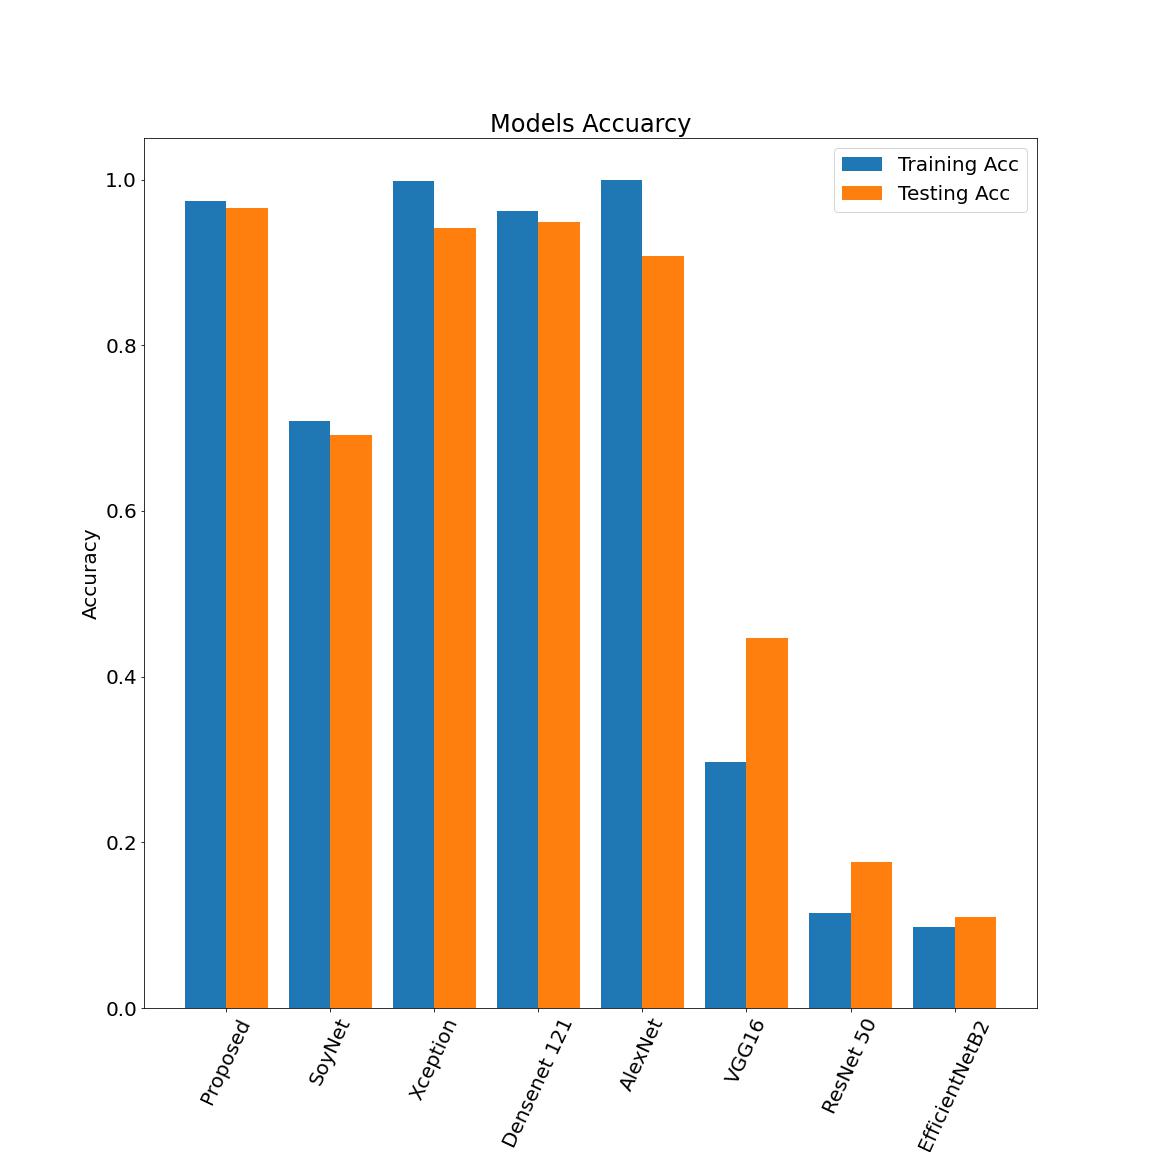 Models Accuarcy
Training Acc
Testing Acc
Accuracy
1.0
0.8
0.6
0.4
0.2
0.0
Proposed
SoyNet
Xception
Densenet 121
AlexNet
VGG16
ResNet 50
EfficientNetB2